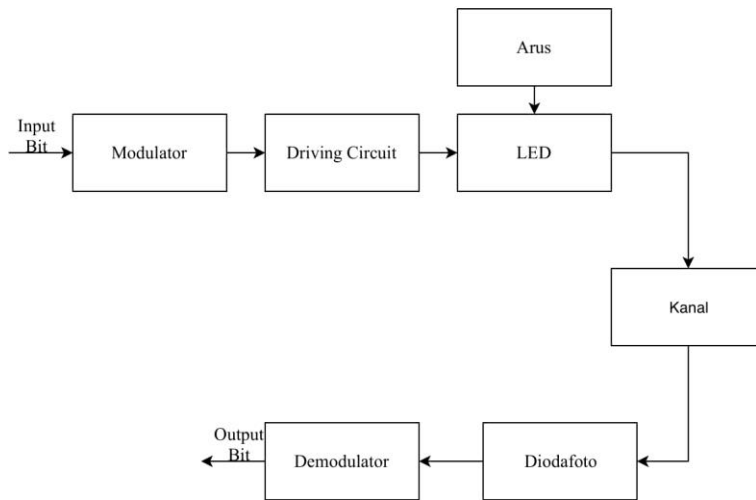 Arus
Input
Bit
Modulator
Driving Circuit
LED
Kanal
Output
Bit
Demodulator
Diodafoto